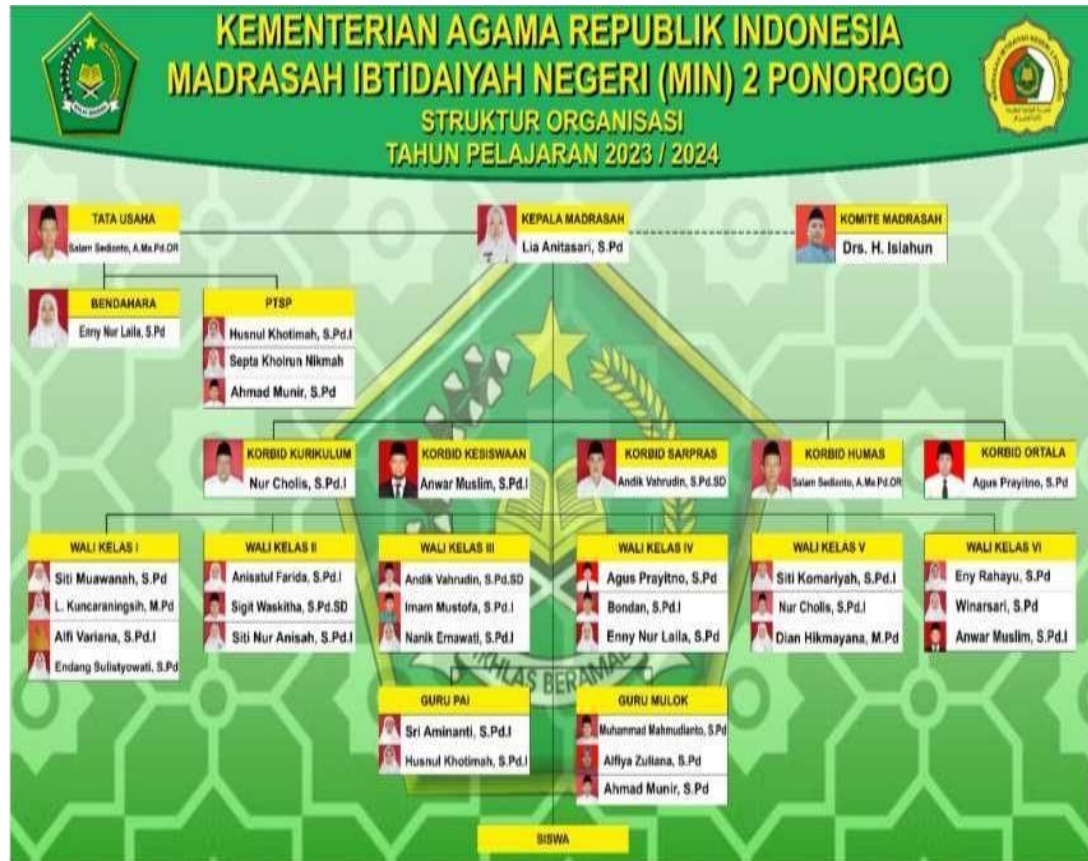 KEMENTERIAN AGAMA REPUBLIK INDONESIA
MADRASAH IBTIDAIYAH NEGERI (MIN) 2 PONOROGO
STRUKTUR ORGANISASI
TAHUN PELAJARAN 2023 / 2024
TATA USAHA
Salam Sedianto, A.Ma.Pd.OR
KEPALA MADRASAH
Lia Anitasari, S.Pd
KOMITE MADRASAH
Drs. H. Islahun
BENDAHARA
Enny Nur Laila, S.Pd
PTSP
Husnul Khotimah, S.Pd.I
Septa Khoirun Nikmah
Ahmad Munir, S.Pd
KORBID KURIKULUM
Nur Cholis, S.Pd.I
KORBID KESISWAAN
Anwar Muslim, S.Pd.I
KORBID SARPRAS
Andik Vahrudin, S.Pd.SD
KORBID HUMAS
Salam Sedianto, A.Ma.Pd.OR
KORBID ORTALA
Agus Prayitno, S.Pd
WALI KELAS I
Siti Muawanah, S.Pd
L. Kuncaraningsih, M.Pd
Alfi Variana, S.Pd.I
Endang Sulistyowati, S.Pd
WALI KELAS II
Anisatul Farida, S.Pd.I
Sigit Waskitha, S.Pd.SD
Siti Nur Anisah, S.Pd.I
WALI KELAS III
Andik Vahrudin, S.Pd.SD
Imam Mustofa, S.Pd.I
Nanik Ernawati, S.Pd.I
WALI KELAS IV
Agus Prayitno, S.Pd
Bondan, S.Pd.I
Enny Nur Laila, S.Pd
WALI KELAS V
Siti Komariyah, S.Pd.I
Nur Cholis, S.Pd.I
Dian Hikmayana, M.Pd
WALI KELAS VI
Eny Rahayu, S.Pd
Winarsari, S.Pd
Anwar Muslim, S.Pd.I
IKHLAS BERAMAL
GURU PAI
Sri Aminanti, S.Pd.I
Husnul Khotimah, S.Pd.I
GURU MULOK
Muhammad Mahmudianto, S.Pd
Alfiya Zuliana, S.Pd
Ahmad Munir, S.Pd
SISWA